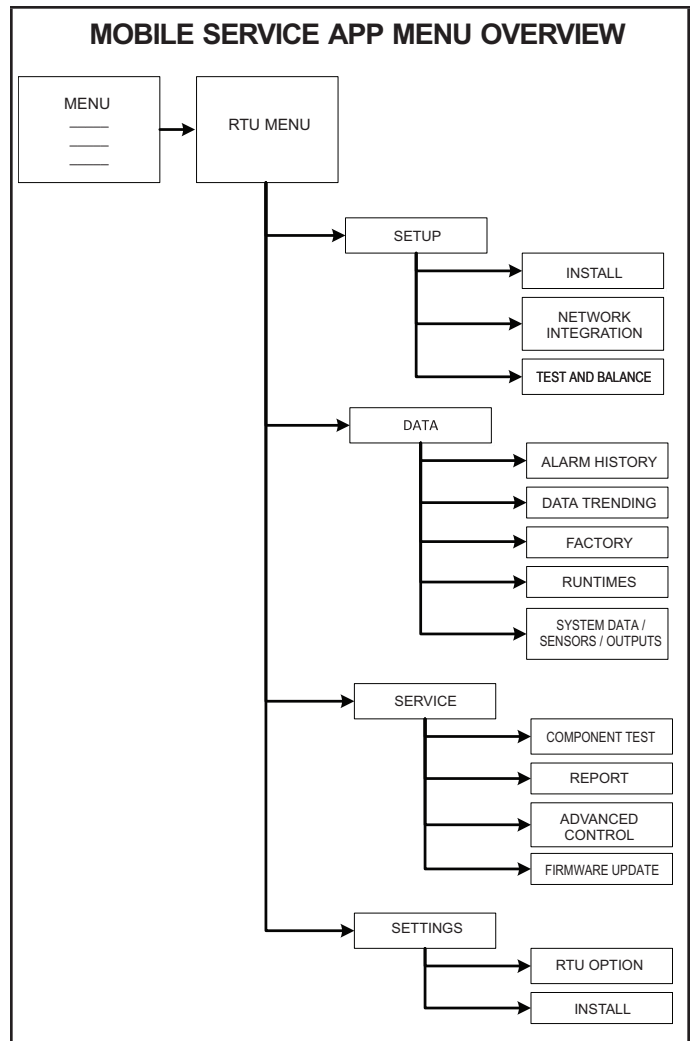 MOBILE SERVICE APP MENU OVERVIEW
MENU
RTU MENU
SETUP
INSTALL
NETWORK
INTEGRATION
TEST AND BALANCE
DATA
ALARM HISTORY
DATA TRENDING
FACTORY
RUNTIMES
SYSTEM DATA /
SENSORS / OUTPUTS
SERVICE
COMPONENT TEST
REPORT
ADVANCED
CONTROL
FIRMWARE UPDATE
SETTINGS
RTU OPTION
INSTALL